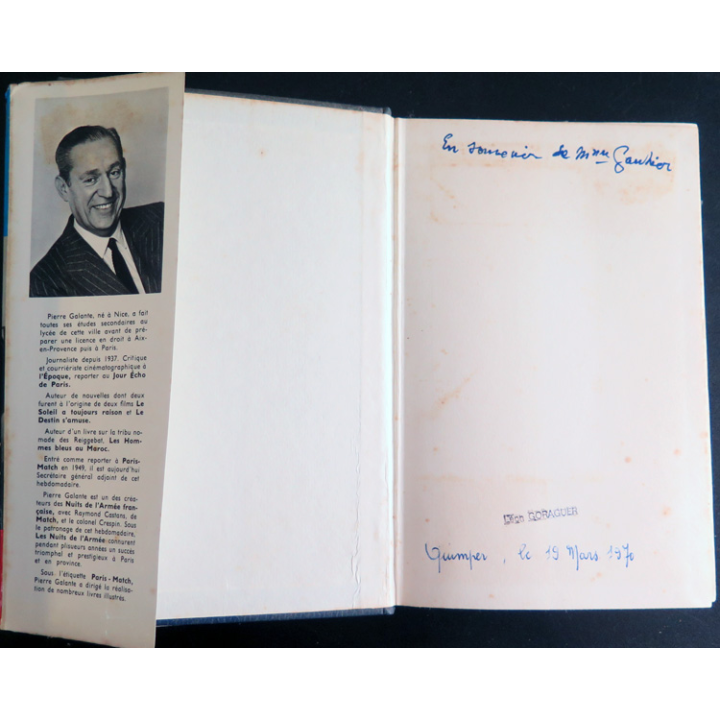 Pierre Galante, né à Nice, a fait
toutes ses études secondaires au
lycée de cette ville avant de pré-
parer une licence en droit à Aix-
en-Provence puis à Paris.
Journaliste depuis 1937. Critique
et courriériste cinématographique à
l'Époque, reporter au Jour Écho
de Paris.
Auteur de nouvelles dont deux
furent à l'origine de deux films Le
Soleil a toujours raison et Le
Destin s'amuse.
Auteur d'un livre sur la tribu no-
made des Reiggebat, Les Hom-
mes bleus au Maroc.
Entré comme reporter à Paris-
Match en 1949, il est aujourd'hui
Secrétaire général adjoint de cet
hebdomadaire.
Pierre Galante est un des créa-
teurs des Nuits de l'Armée fran-
çaise, avec Raymond Castans, de
Match, et le colonel Crespin. Sous
le patronage de cet hebdomadaire,
Les Nuits de l'Armée connurent
pendant plusieurs années un succès
triomphal et prestigieux à Paris
et en province.
Sous l'étiquette Paris-Match,
Pierre Galante a dirigé la réalisa-
tion de nombreux livres illustrés.
En souvenir de Mme Gautier
GORAGUER
Quimper, le 19 Mars 1970